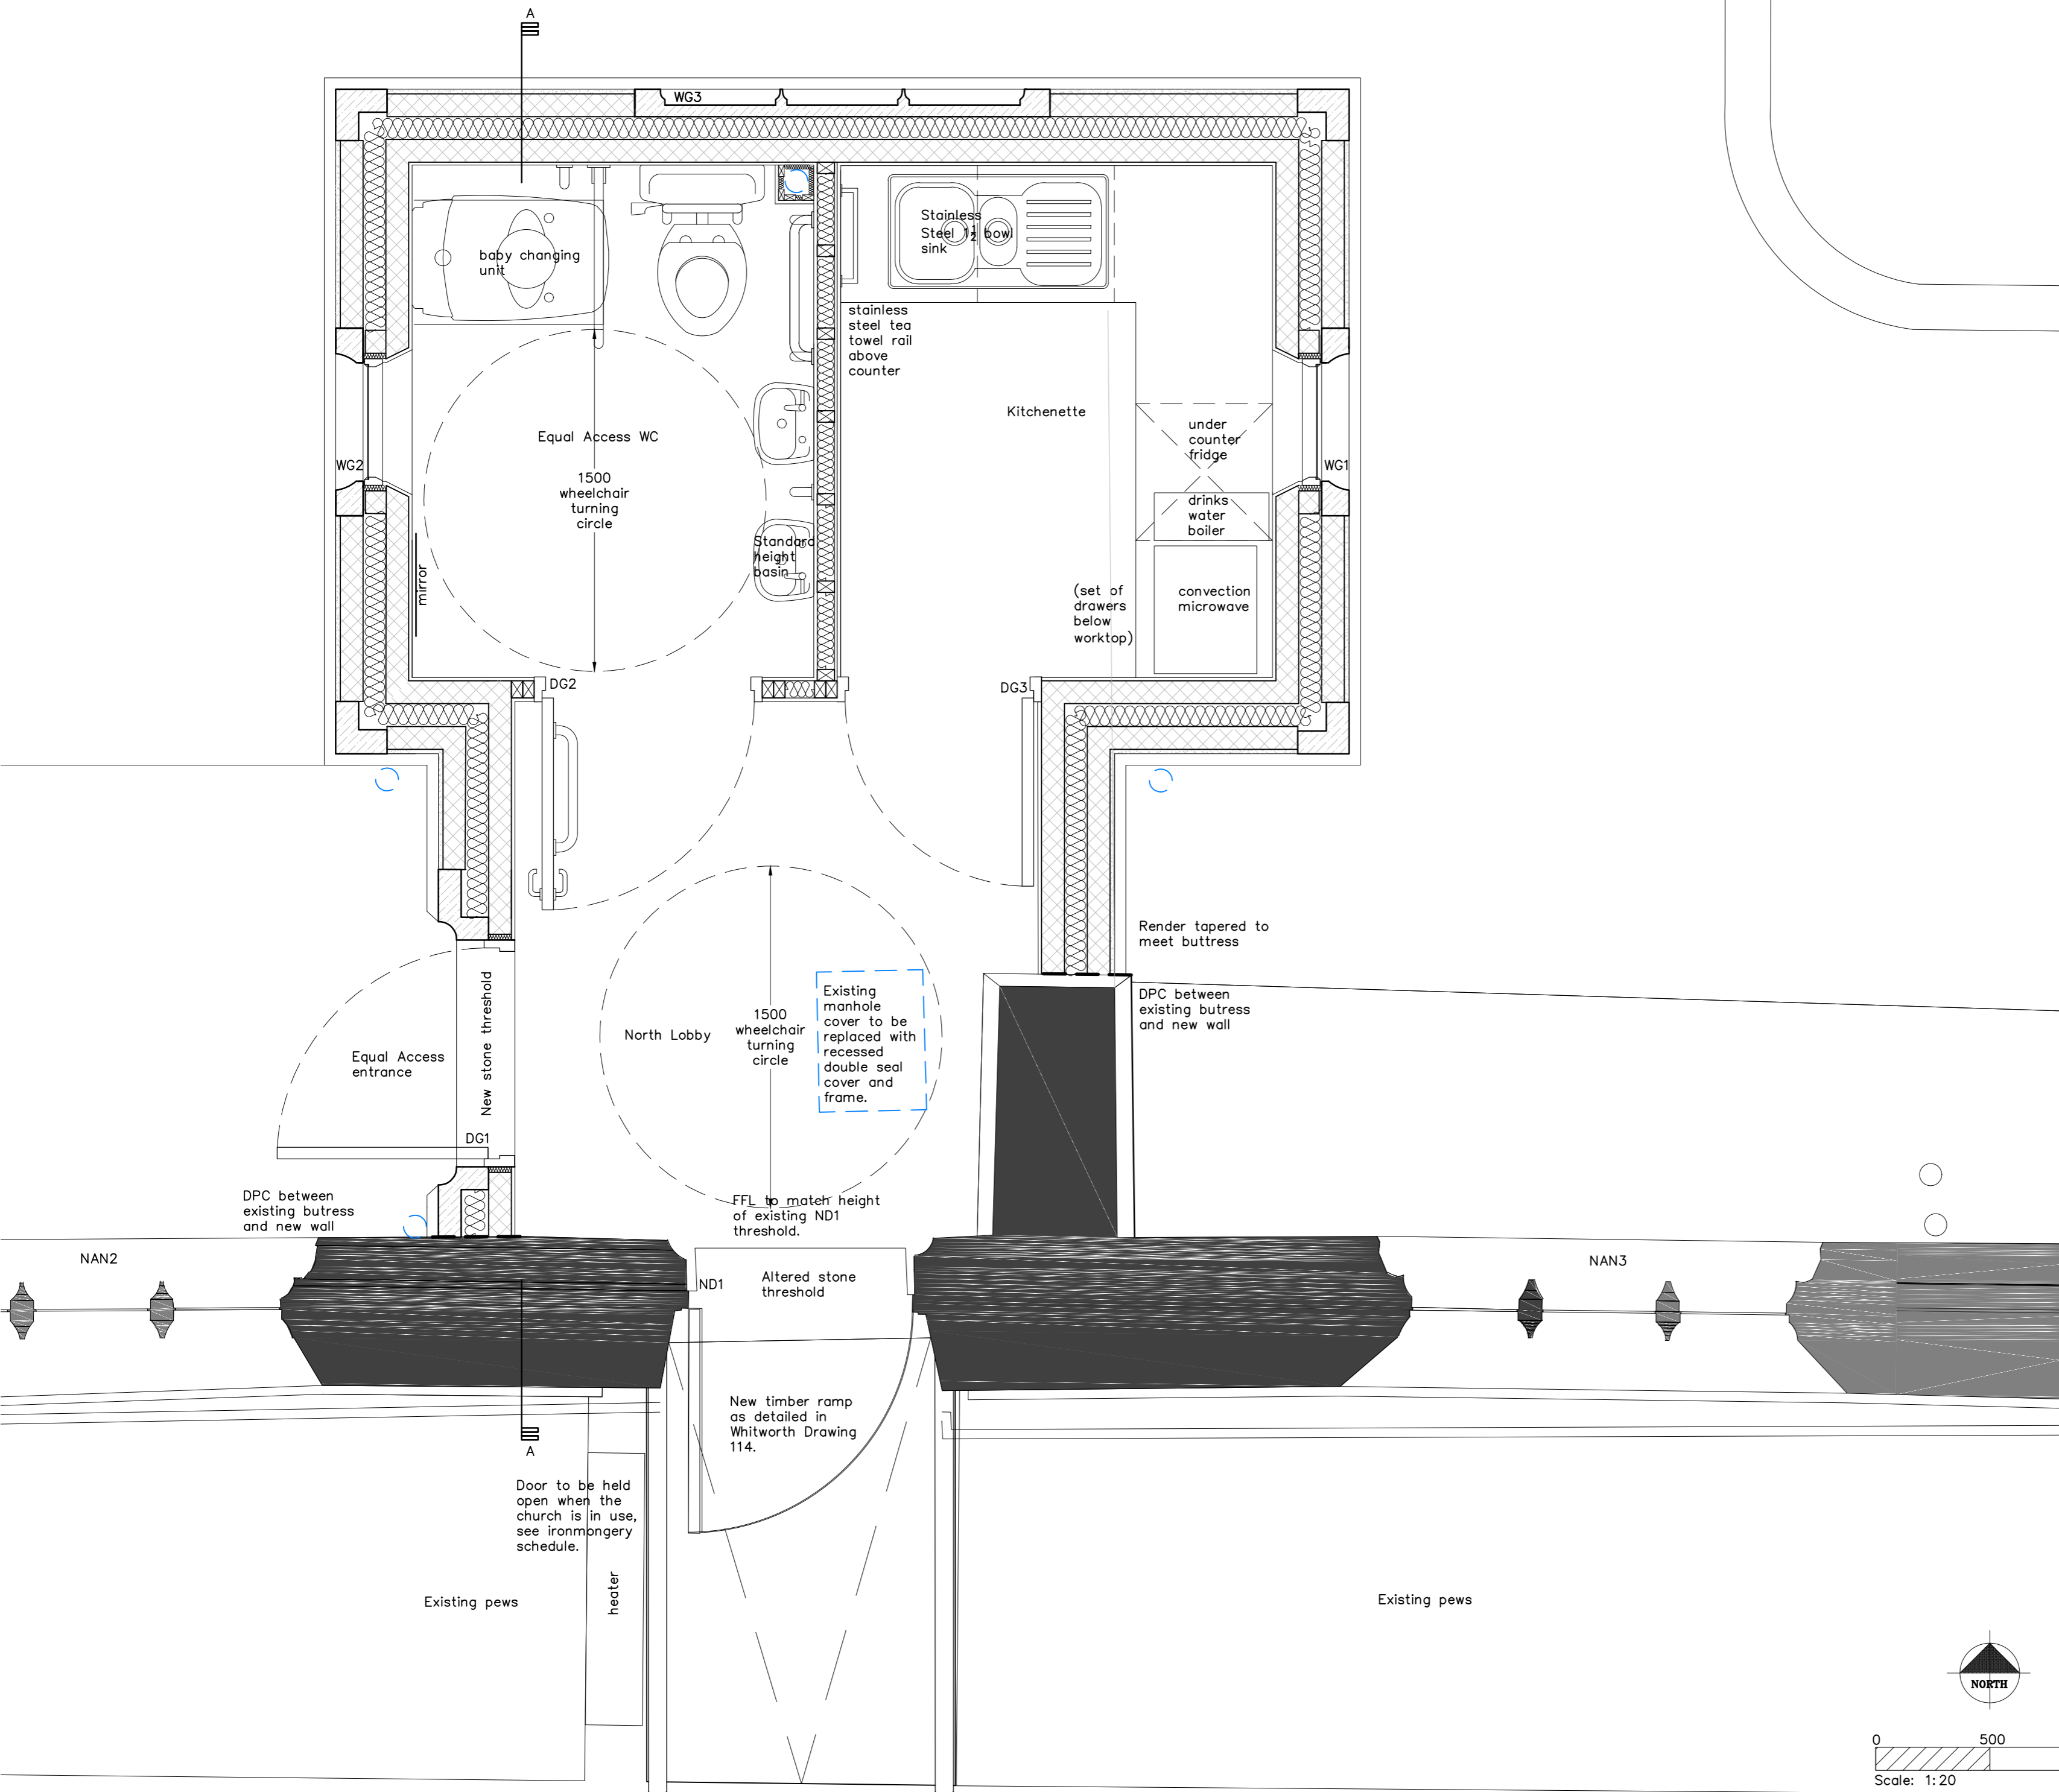 A
WG3
baby changing
unit
Stainless
Steel 1½ bowl
sink
stainless
steel tea
towel rail
above
counter
Kitchenette
under
counter
fridge
Equal Access WC
WG2
WG1
1500
wheelchair
turning
circle
drinks
water
boiler
Standard
height
basin
mirror
(set of
drawers
below
worktop)
convection
microwave
DG2
DG3
Render tapered to
meet buttress
New stone threshold
Existing
manhole
cover to be
replaced with
recessed
double seal
cover and
frame.
DPC between
existing butress
and new wall
1500
wheelchair
turning
circle
North Lobby
Equal Access
entrance
DG1
DPC between
existing butress
and new wall
FFL to match height
of existing ND1
threshold.
NAN2
NAN3
ND1
Altered stone
threshold
New timber ramp
as detailed in
Whitworth Drawing
114.
A
Door to be held
open when the
church is in use,
see ironmongery
schedule.
heater
Existing pews
Existing pews
NORTH
0 500
Scale: 1:20